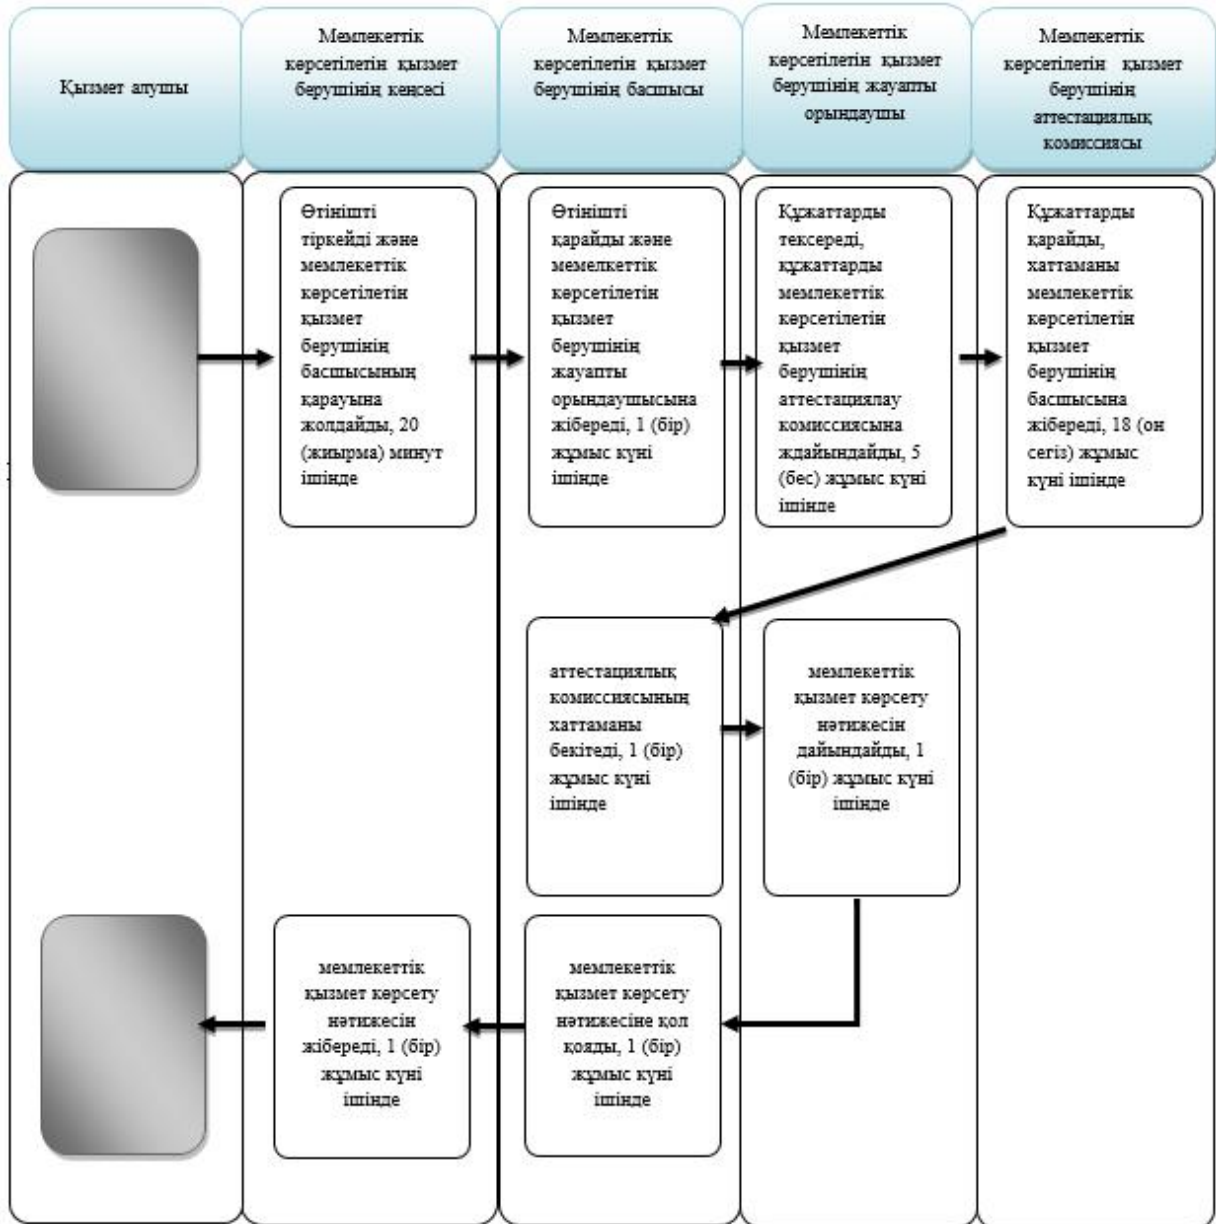 Қызмет алушы
Мемлекеттік
көрсетілетін қызмет
берушінің кеңсесі
Мемлекеттік
көрсетілетін қызмет
берушінің басшысы
Мемлекеттік
көрсетілетін қызмет
берушінің жауапты
орындаушы
Мемлекеттік
көрсетілетін қызмет
берушінің
аттестациялық
комиссиясы
Өтінішті
тіркейді және
мемлекеттік
көрсетілетін
қызмет
берушінің
басшысының
қарауына
жолдайды, 20
(жиырма) минут
ішінде
Өтінішті
қарайды және
мемелкеттік
көрсетілетін
қызмет
берушінің
жауапты
орындаушысына
жібереді, 1 (бір)
жұмыс күні
ішінде
Құжаттарды
тексереді,
құжаттарды
мемлекеттік
көрсетілетін
қызмет
берушінің
аттестациялау
комиссиясына
ждайындайды, 5
(бес) жұмыс күні
ішінде
Құжаттарды
қарайды,
хаттаманы
мемлекеттік
көрсетілетін
қызмет
берушінің
басшысына
жібереді, 18 (он
сегіз) жұмыс
күні ішінде
аттестациялық
комиссиясының
хаттаманы
бекітеді, 1 (бір)
жұмыс күні
ішінде
мемлекеттік
қызмет көрсету
нәтижесін
дайындайды, 1
(бір) жұмыс күні
ішінде
мемлекеттік
қызмет көрсету
нәтижесін
жібереді, 1 (бір)
жұмыс күні
ішінде
мемлекеттік
қызмет көрсету
нәтижесіне қол
қояды, 1 (бір)
жұмыс күні
ішінде